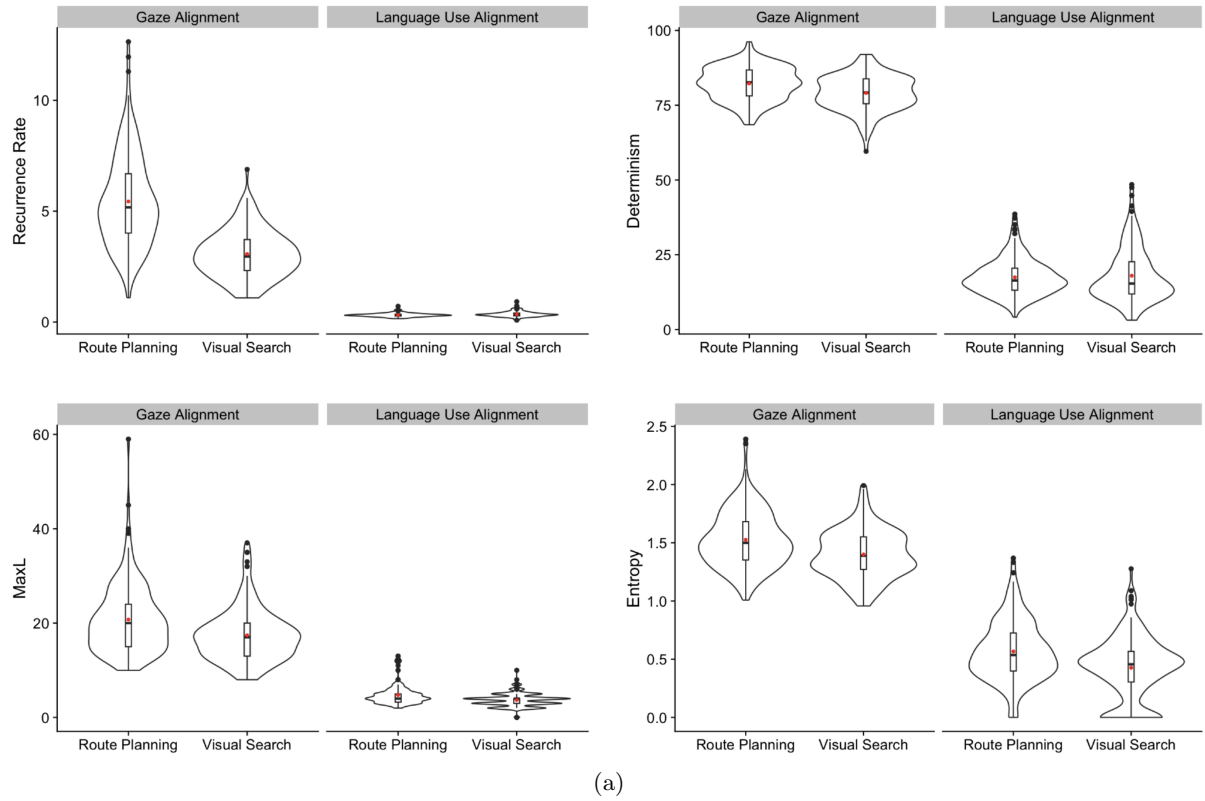 Gaze Alignment
Language Use Alignment
Recurrence Rate
10
5
0
Route Planning
Visual Search
Route Planning
Visual Search
Gaze Alignment
Language Use Alignment
Determinism
100
75
50
25
0
Route Planning
Visual Search
Route Planning
Visual Search
Gaze Alignment
Language Use Alignment
MaxL
60
40
20
0
Route Planning
Visual Search
Route Planning
Visual Search
Gaze Alignment
Language Use Alignment
Entropy
2.5
2.0
1.5
1.0
0.5
0.0
Route Planning
Visual Search
Route Planning
Visual Search
(a)